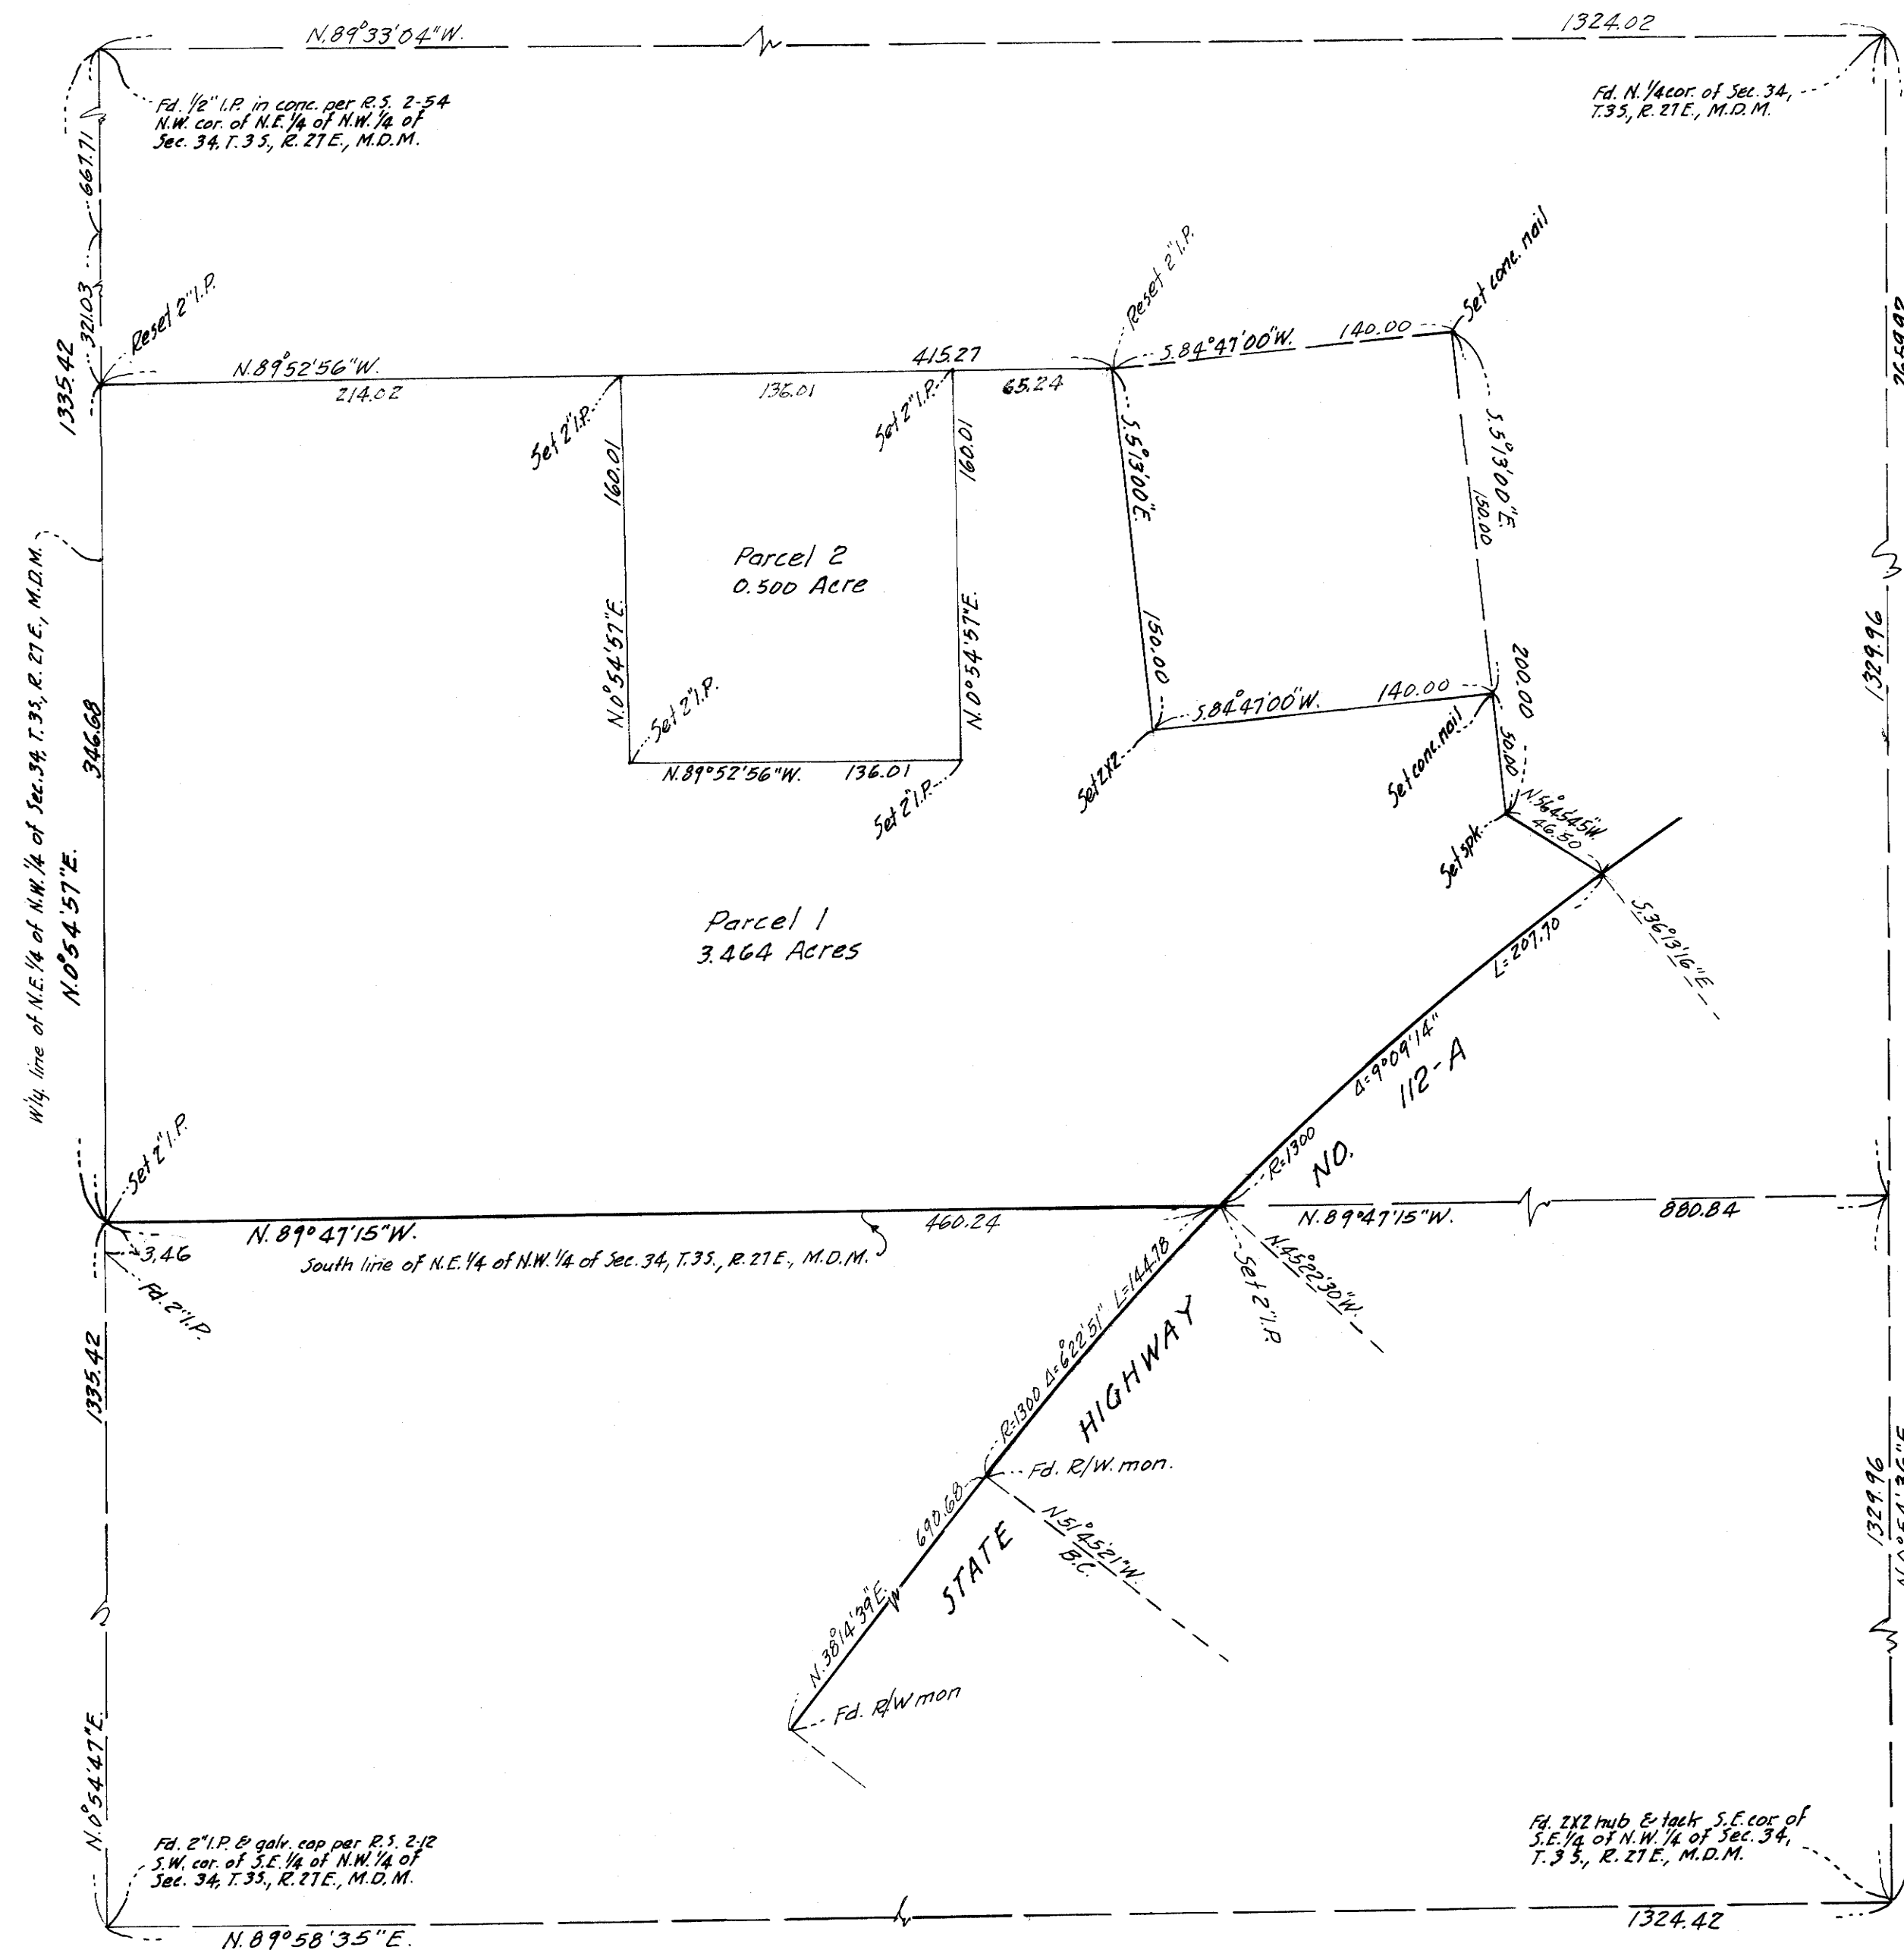 N.89°33'04"W.
1324.02
Fd. 1/2" I.P. in conc. per R.S. 2-54
N.W. cor. of N.E. 1/4 of N.W. 1/4 of
Sec. 34, T.3S., R. 27E., M.D.M.
Fd. N. 1/4 cor. of Sec. 34,
T.3S., R. 27E., M.D.M.
667.71
321.03
1335.42
Reset 2" I.P.
N.89°52'56"W.
214.02
136.01
415.27
65.24
Reset 2" I.P.
S.84°47'00"W.
140.00
Set conc. nail
2659.92
Set 2" I.P.
Set 2" I.P.
160.01
160.01
S.5°13'00"E.
S.5°13'00"E.
150.00
Parcel 2
0.500 Acre
N.0°54'57"E.
N.0°54'57"E.
150.00
1329.96
W'ly. line of N.E. 1/4 of N.W. 1/4 of Sec. 34, T.3S., R. 27E., M.D.M.
346.68
N.0°54'57"E.
Set 2" I.P.
N.89°52'56"W.
136.01
Set 2" I.P.
S.84°47'00"W.
140.00
200.00
Set 2X2
Set conc. nail
50.00
N.56°45'45"W.
46.50
Set spk.
Parcel 1
3.464 Acres
S.36°13'16"E.
L=207.70
Δ=9°09'14"
R=1300
NO. 112-A
Set 2" I.P.
N.89°47'15"W.
460.24
N.89°47'15"W.
880.84
3.46
South line of N.E. 1/4 of N.W. 1/4 of Sec. 34, T.3S., R. 27E., M.D.M.
Fd. 2" I.P.
Set 2" I.P.
N.45°22'30"W.
R=1300 Δ=6°22'51" L=144.78
STATE HIGHWAY
1335.42
Fd. R/W. mon.
690.68
N.51°45'21"W.
B.C.
1329.96
N.0°54'36"E.
N.38°14'39"E.
Fd. R/W mon
N.0°54'47"E.
Fd. 2" I.P. & galv. cap per R.S. 2-12
S.W. cor. of S.E. 1/4 of N.W. 1/4 of
Sec. 34, T.3S., R. 27E., M.D.M.
Fd. 2X2 hub & tack S.E. cor of
S.E. 1/4 of N.W. 1/4 of Sec. 34,
T. 3 S., R. 27E., M.D.M.
N.89°58'35"E.
1324.42